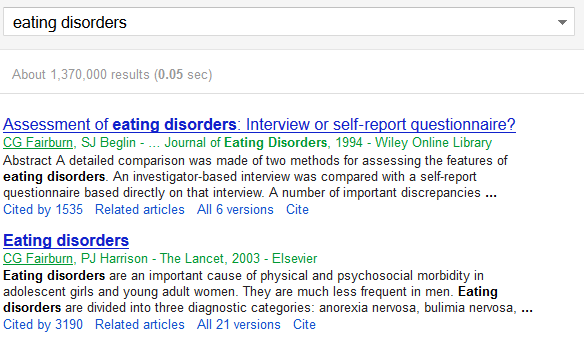 eating disorders
About 1,370,000 results (0.05 sec)
Assessment of eating disorders: Interview or self-report questionnaire?
CG Fairburn, SJ Beglin - ... Journal of Eating Disorders, 1994 - Wiley Online Library
Abstract A detailed comparison was made of two methods for assessing the features of
eating disorders. An investigator-based interview was compared with a self-report
questionnaire based directly on that interview. A number of important discrepancies ...
Cited by 1535 Related articles All 6 versions Cite
Eating disorders
CG Fairburn, PJ Harrison - The Lancet, 2003 - Elsevier
Eating disorders are an important cause of physical and psychosocial morbidity in
adolescent girls and young adult women. They are much less frequent in men. Eating
disorders are divided into three diagnostic categories: anorexia nervosa, bulimia nervosa, ...
Cited by 3190 Related articles All 21 versions Cite